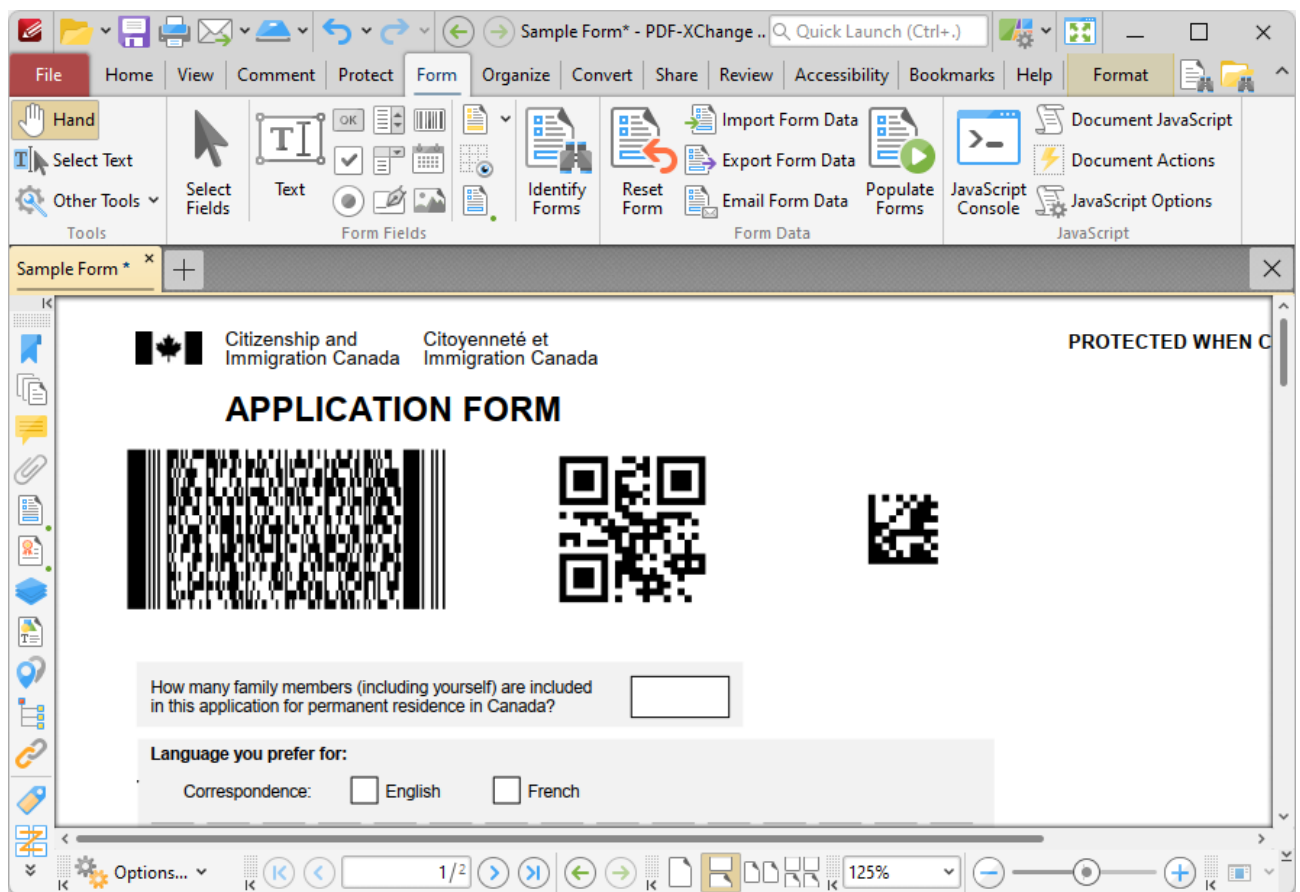 Sample Form* - PDF-XChange ..
Quick Launch (Ctrl+.)
File Home View Comment Protect Form Organize Convert Share Review Accessibility Bookmarks Help Format
Hand
Select Text
Other Tools
Tools
Select Fields
Text
OK
Form Fields
Identify Forms
Reset Form
Import Form Data
Export Form Data
Email Form Data
Populate Forms
Form Data
JavaScript Console
Document JavaScript
Document Actions
JavaScript Options
JavaScript
Sample Form *
Citizenship and
Immigration Canada
Citoyenneté et
Immigration Canada
PROTECTED WHEN C
APPLICATION FORM
How many family members (including yourself) are included
in this application for permanent residence in Canada?
Language you prefer for:
Correspondence: English French
Options... 1/2 125%